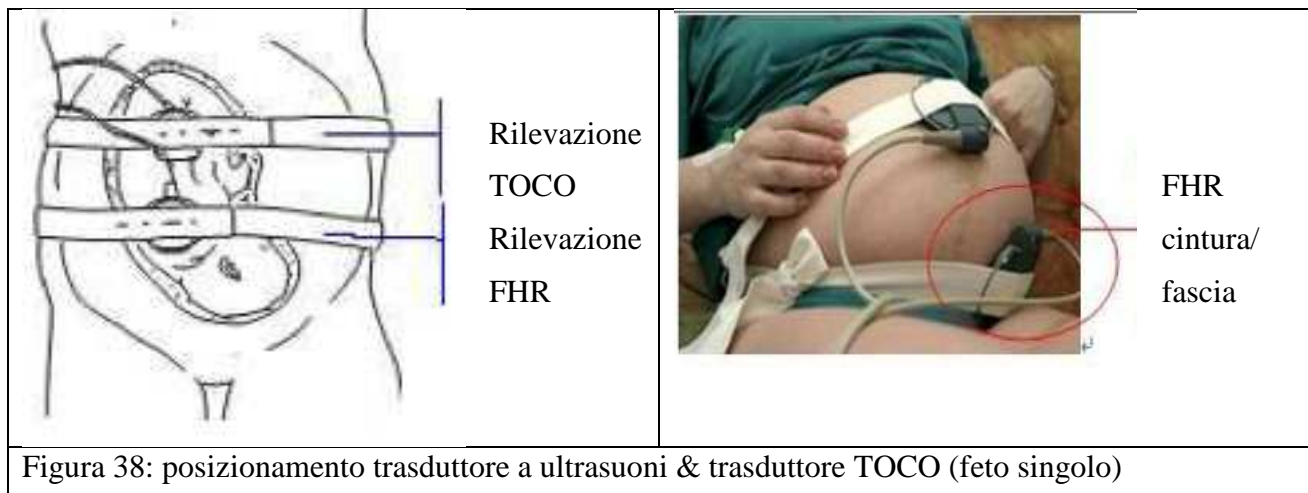 Rilevazione
TOCO
Rilevazione
FHR
FHR
cintura/
fascia
Figura 38: posizionamento trasduttore a ultrasuoni & trasduttore TOCO (feto singolo)